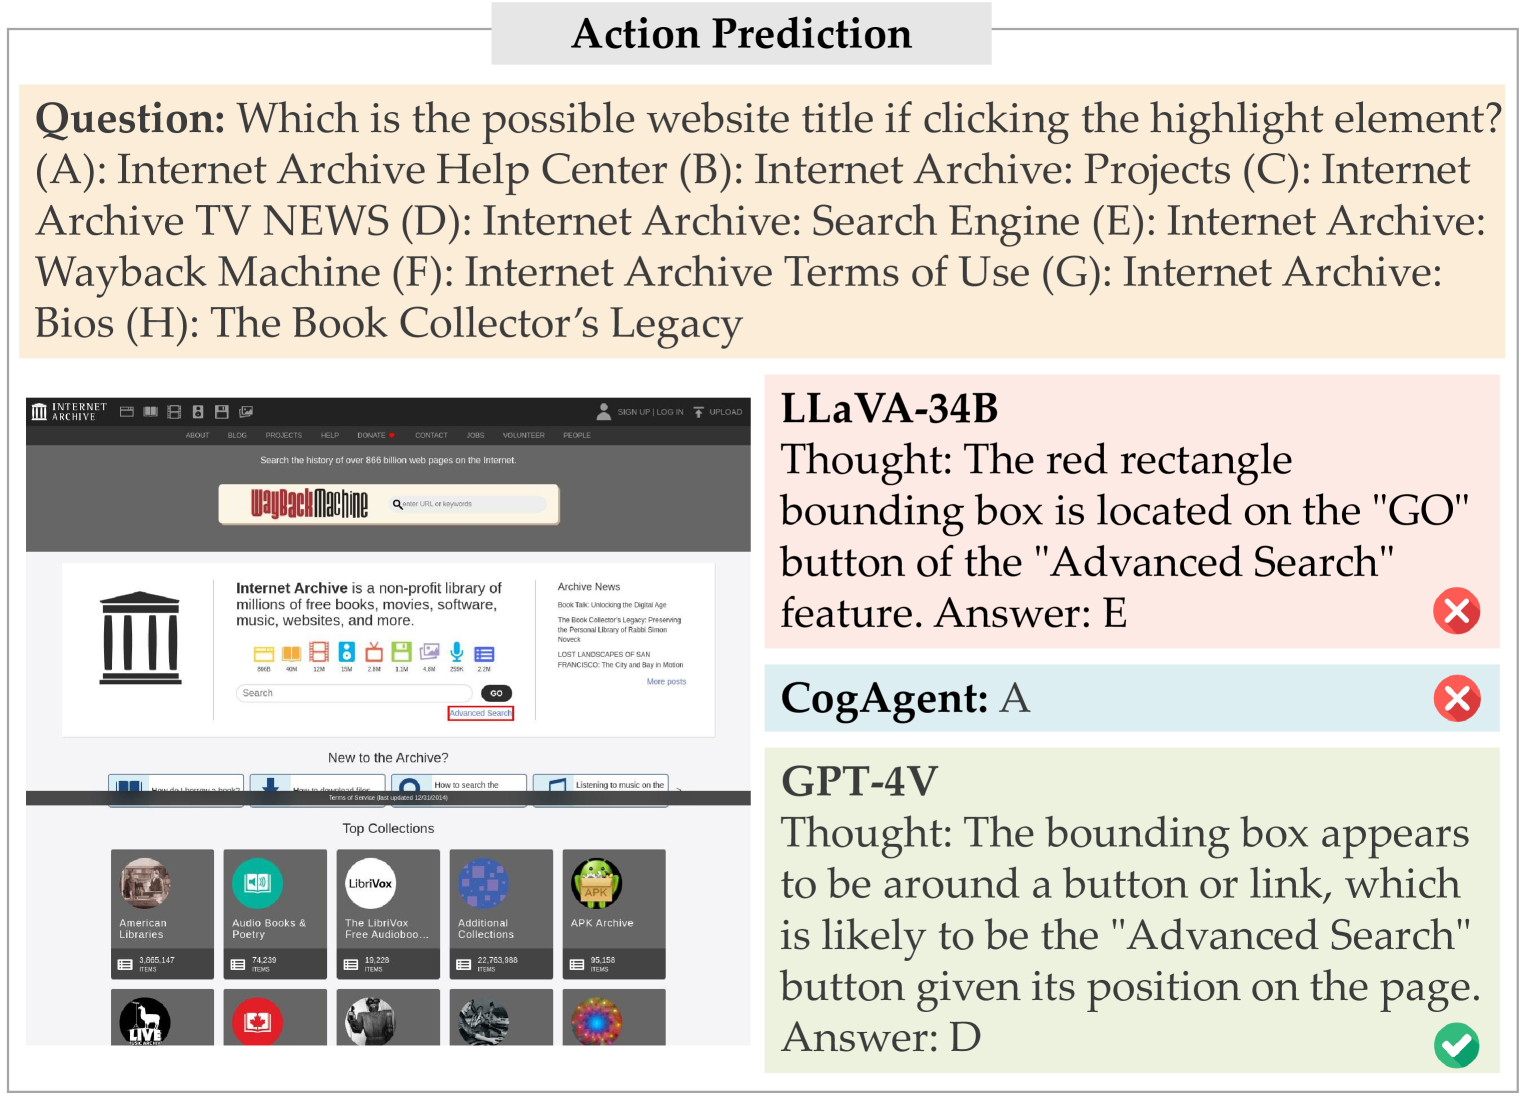 Action Prediction
Question: Which is the possible website title if clicking the highlight element?
(A): Internet Archive Help Center (B): Internet Archive: Projects (C): Internet
Archive TV NEWS (D): Internet Archive: Search Engine (E): Internet Archive:
Wayback Machine (F): Internet Archive Terms of Use (G): Internet Archive:
Bios (H): The Book Collector's Legacy
INTERNET
ARCHIVE
SIGN UP | LOG IN UPLOAD
ABOUT BLOG PROJECTS HELP DONATE CONTACT JOBS VOLUNTEER PEOPLE
Search the history of over 866 billion web pages on the Internet.
WayBackMachine enter URL or keywords
Internet Archive is a non-profit library of
millions of free books, movies, software,
music, websites, and more.
866B 40M 12M 15M 2.6M 1.1M 4.8M 259K 2.2M
Search GO
Advanced Search
Archive News
Book Talk: Unlocking the Digital Age
The Book Collector's Legacy: Preserving
the Personal Library of Rabbi Simon
Noveck
LOST LANDSCAPES OF SAN
FRANCISCO: The City and Bay in Motion
More posts
New to the Archive?
How do I borrow a book? How to download files How to search the Listening to music on the >
Terms of Service (last updated 12/31/2014)
Top Collections
American
Libraries
3,865,147
ITEMS
Audio Books &
Poetry
74,239
ITEMS
LibriVox
The LibriVox
Free Audioboo...
19,228
ITEMS
Additional
Collections
22,763,988
ITEMS
APK
APK Archive
95,158
ITEMS
LIVE
MUSIC ARCHIVE
LLaVA-34B
Thought: The red rectangle
bounding box is located on the "GO"
button of the "Advanced Search"
feature. Answer: E
CogAgent: A
GPT-4V
Thought: The bounding box appears
to be around a button or link, which
is likely to be the "Advanced Search"
button given its position on the page.
Answer: D